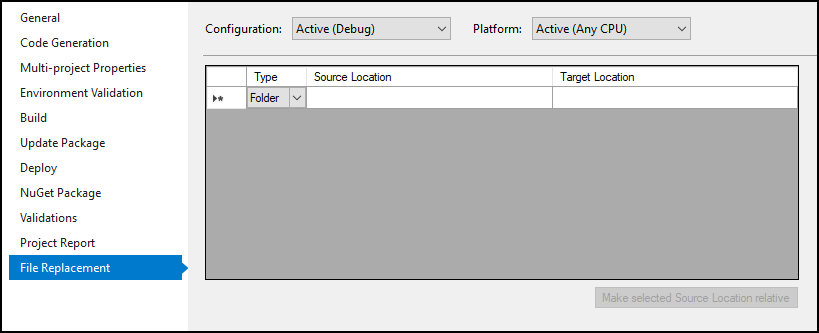 General
Code Generation
Multi-project Properties
Environment Validation
Build
Update Package
Deploy
NuGet Package
Validations
Project Report
File Replacement
Configuration: Active (Debug) Platform: Active (Any CPU)
Type Source Location Target Location
Folder
Make selected Source Location relative